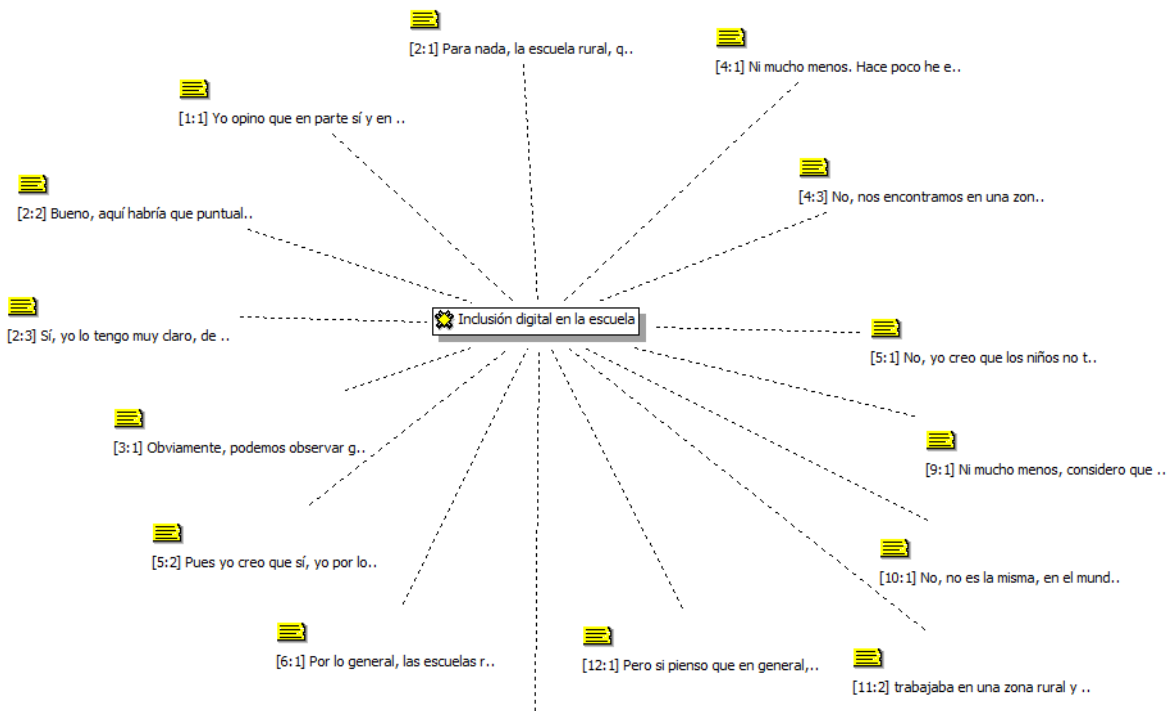 [2:1] Para nada, la escuela rural, q..
[4:1] Ni mucho menos. Hace poco he e..
[1:1] Yo opino que en parte sí y en ..
[4:3] No, nos encontramos en una zon..
[2:2] Bueno, aquí habría que puntual..
Inclusión digital en la escuela
[2:3] Sí, yo lo tengo muy claro, de ..
[5:1] No, yo creo que los niños no t..
[3:1] Obviamente, podemos observar g..
[9:1] Ni mucho menos, considero que ..
[5:2] Pues yo creo que sí, yo por lo..
[10:1] No, no es la misma, en el mund..
[6:1] Por lo general, las escuelas r..
[12:1] Pero si pienso que en general,..
[11:2] trabajaba en una zona rural y ..